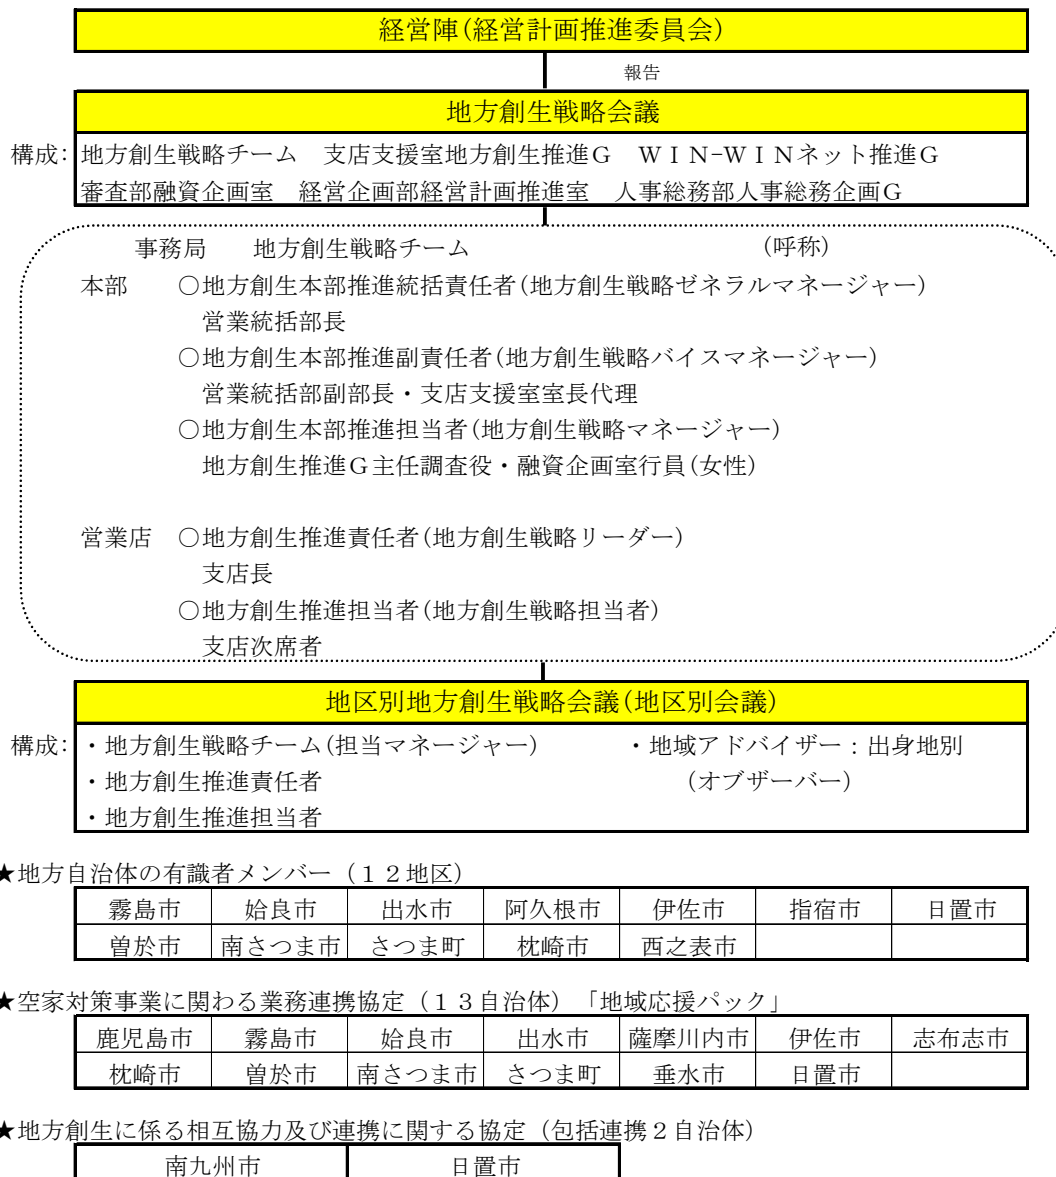 経営陣(経営計画推進委員会)
報告
地方創生戦略会議
構成: 地方創生戦略チーム　支店支援室地方創生推進G　ＷＩＮ-ＷＩＮネット推進G
審査部融資企画室　経営企画部経営計画推進室　人事総務部人事総務企画G
事務局　地方創生戦略チーム　(呼称)
本部　○地方創生本部推進統括責任者(地方創生戦略ゼネラルマネージャー)
営業統括部長
○地方創生本部推進副責任者(地方創生戦略バイスマネージャー)
営業統括部副部長・支店支援室室長代理
○地方創生本部推進担当者(地方創生戦略マネージャー)
地方創生推進G主任調査役・融資企画室行員(女性)
営業店　○地方創生推進責任者(地方創生戦略リーダー)
支店長
○地方創生推進担当者(地方創生戦略担当者)
支店次席者
地区別地方創生戦略会議(地区別会議)
構成: ・地方創生戦略チーム(担当マネージャー)　・地域アドバイザー：出身地別
・地方創生推進責任者　(オブザーバー)
・地方創生推進担当者
★地方自治体の有識者メンバー（１２地区）
霧島市　姶良市　出水市　阿久根市　伊佐市　指宿市　日置市
曽於市　南さつま市　さつま町　枕崎市　西之表市
★空家対策事業に関わる業務連携協定（１３自治体）「地域応援パック」
鹿児島市　霧島市　姶良市　出水市　薩摩川内市　伊佐市　志布志市
枕崎市　曽於市　南さつま市　さつま町　垂水市　日置市
★地方創生に係る相互協力及び連携に関する協定（包括連携２自治体）
南九州市　日置市